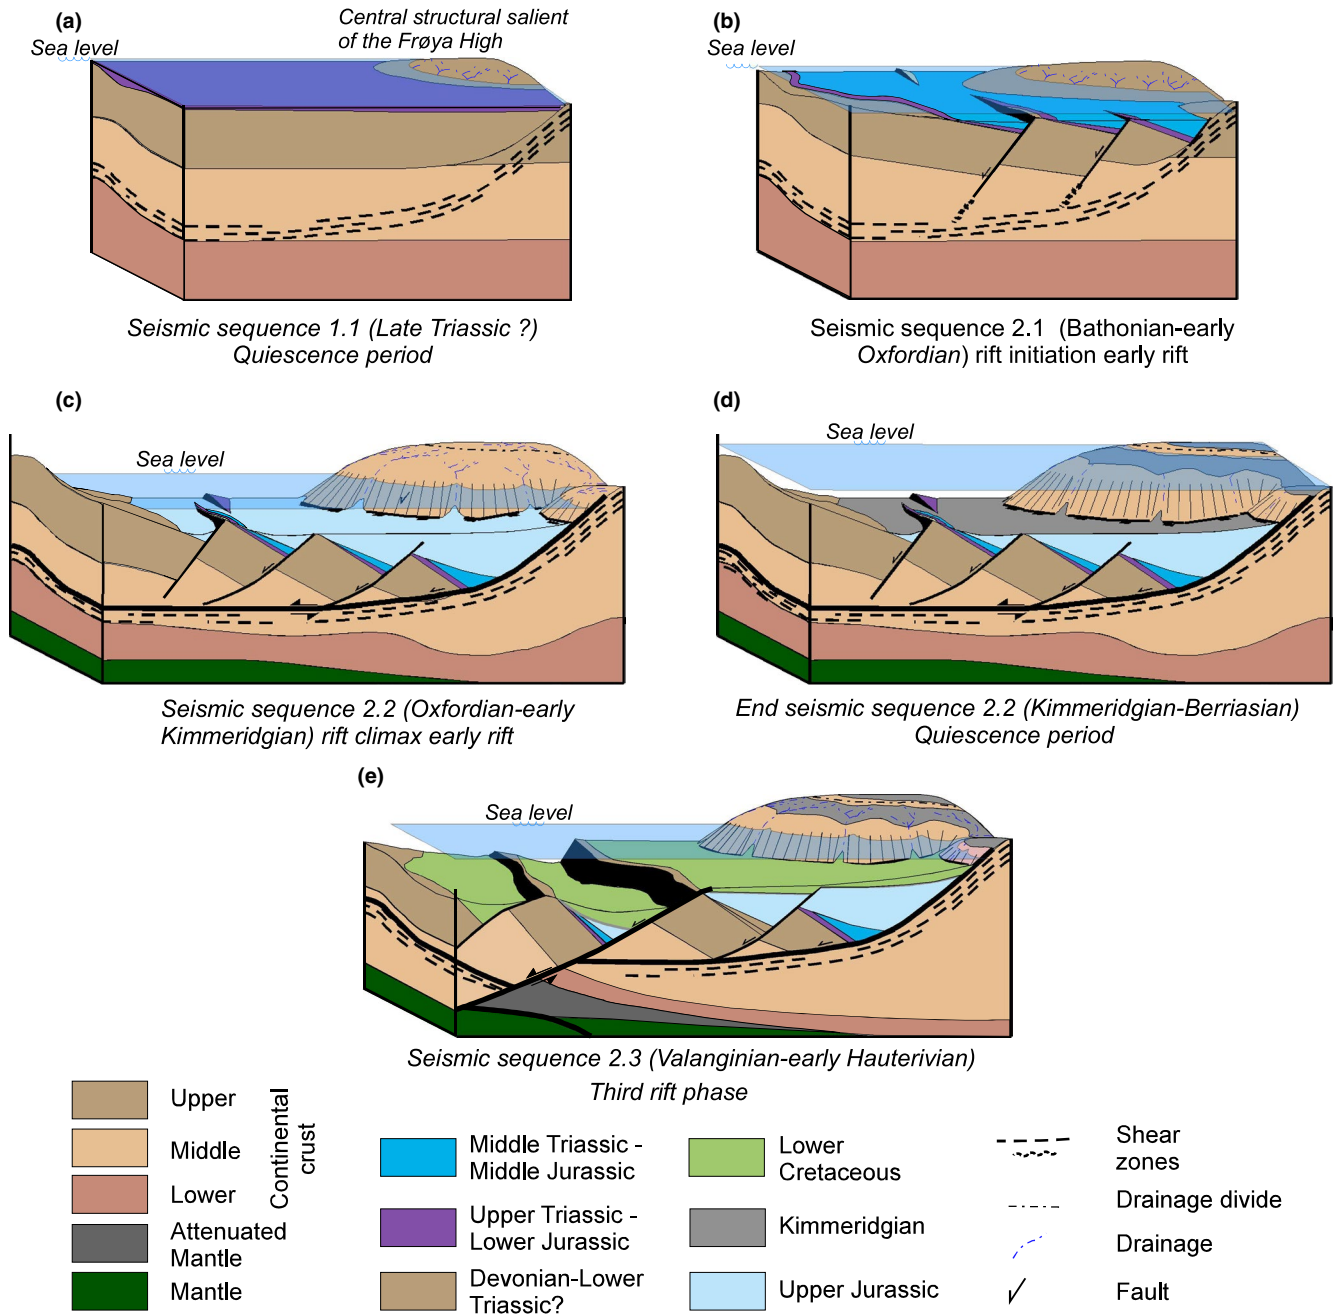 (a)
Central structural salient
of the Frøya High
Sea level
Seismic sequence 1.1 (Late Triassic ?)
Quiescence period
(b)
Sea level
Seismic sequence 2.1 (Bathonian-early
Oxfordian) rift initiation early rift
(c)
Sea level
Seismic sequence 2.2 (Oxfordian-early
Kimmeridgian) rift climax early rift
(d)
Sea level
End seismic sequence 2.2 (Kimmeridgian-Berriasian)
Quiescence period
(e)
Sea level
Seismic sequence 2.3 (Valanginian-early Hauterivian)
Third rift phase
Upper
Middle
Lower
Continental
crust
Attenuated
Mantle
Mantle
Middle Triassic -
Middle Jurassic
Upper Triassic -
Lower Jurassic
Devonian-Lower
Triassic?
Lower
Cretaceous
Kimmeridgian
Upper Jurassic
Shear
zones
Drainage divide
Drainage
Fault